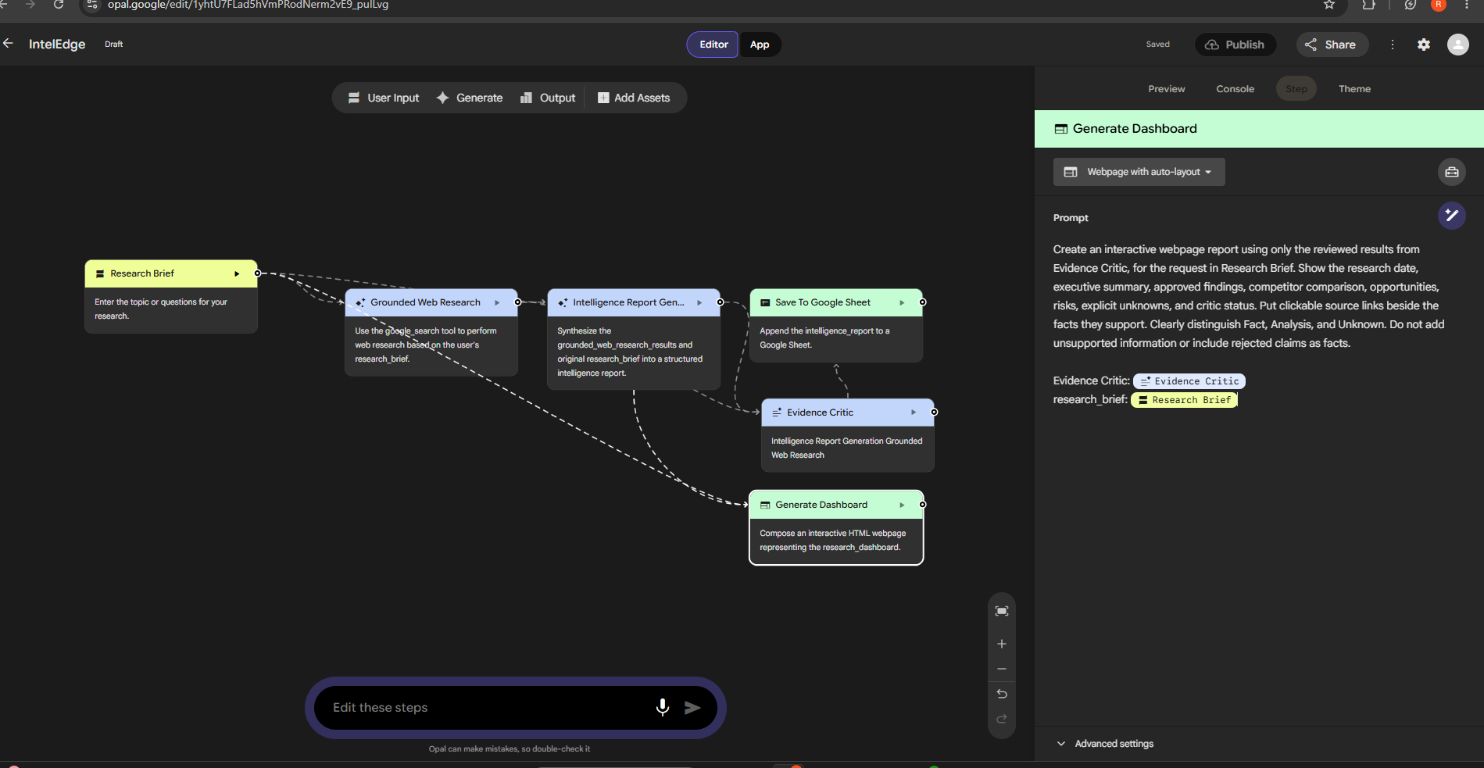 opal.google/edit/1yhtU7FLad5hVmPRodNerm2vE9_pulLvg
R
IntelEdge
Draft
Editor
App
Saved
Publish
Share
User Input
Generate
Output
Add Assets
Preview
Console
Step
Theme
Generate Dashboard
Webpage with auto-layout
Prompt
Create an interactive webpage report using only the reviewed results from
Evidence Critic, for the request in Research Brief. Show the research date,
executive summary, approved findings, competitor comparison, opportunities,
risks, explicit unknowns, and critic status. Put clickable source links beside the
facts they support. Clearly distinguish Fact, Analysis, and Unknown. Do not add
unsupported information or include rejected claims as facts.
Evidence Critic: Evidence Critic
research_brief: Research Brief
Advanced settings
Research Brief
Enter the topic or questions for your
research.
Grounded Web Research
Use the google_search tool to perform
web research based on the user's
research_brief.
Intelligence Report Gen...
Synthesize the
grounded_web_research_results and
original research_brief into a structured
intelligence report.
Save To Google Sheet
Append the intelligence_report to a
Google Sheet.
Evidence Critic
Intelligence Report Generation Grounded
Web Research
Generate Dashboard
Compose an interactive HTML webpage
representing the research_dashboard.
Edit these steps
Opal can make mistakes, so double-check it